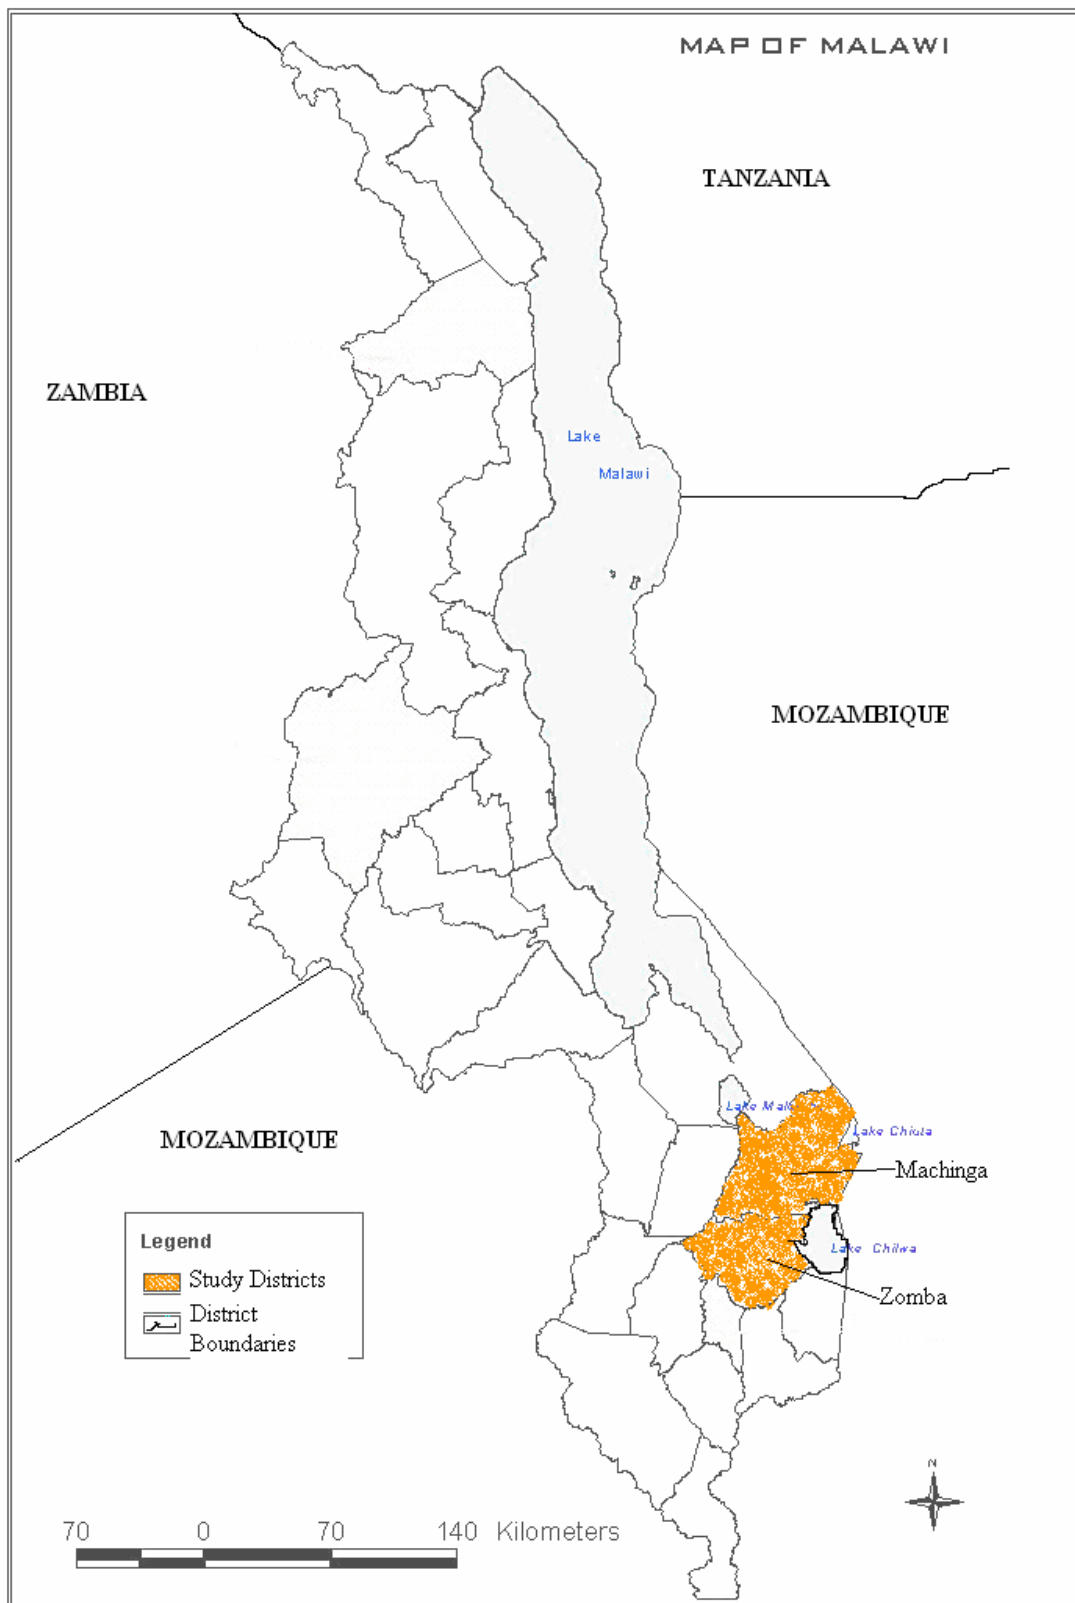 MAP OF MALAWI
TANZANIA
ZAMBIA
Lake
Malawi
MOZAMBIQUE
Lake
Lake Chiuta
MOZAMBIQUE
Machinga
Legend
Lake Chilwa
Study Districts
Zomba
District
Boundaries
N
70 0 70 140 Kilometers